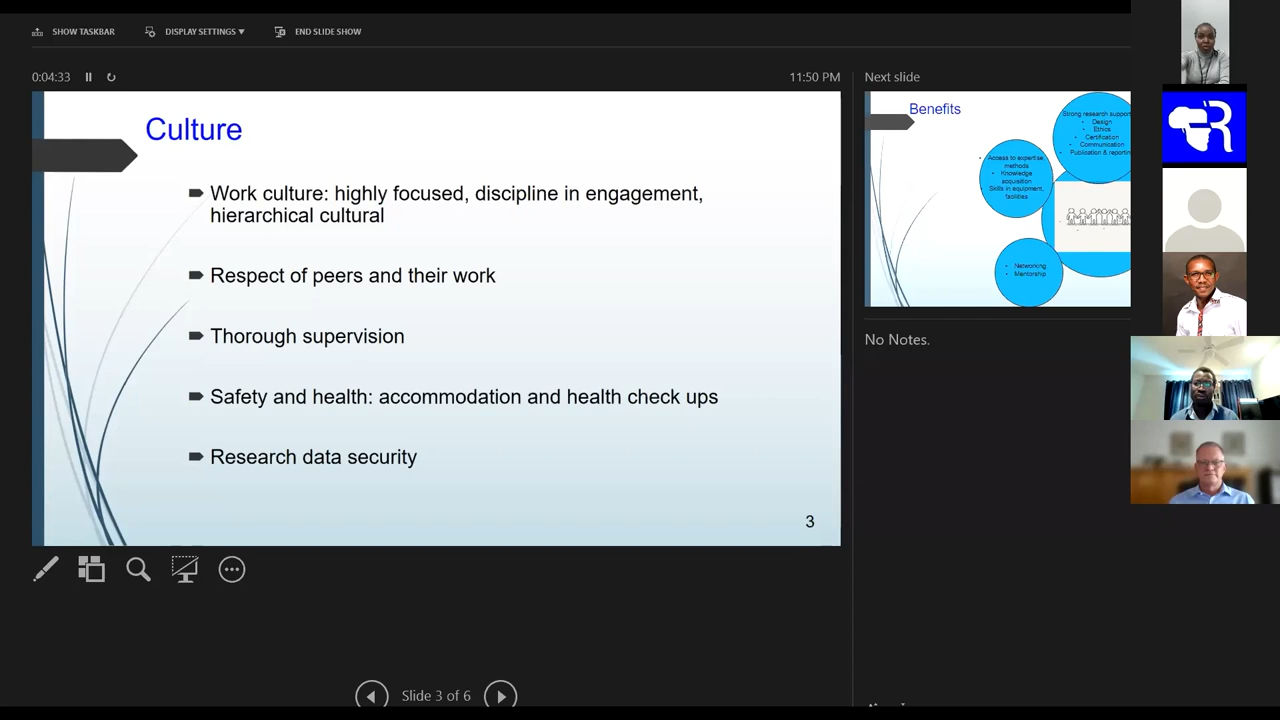 SHOW TASKBAR
DISPLAY SETTINGS
END SLIDE SHOW
0:04:33
11:50 PM
Culture
Work culture: highly focused, discipline in engagement,
hierarchical cultural
Respect of peers and their work
Thorough supervision
Safety and health: accommodation and health check ups
Research data security
3
Slide 3 of 6
Next slide
Benefits
Strong research suppor
Design
Ethics
Certification
Communication
Publication & reportin
Access to expertise,
methods
Knowledge
acquisition
Skills in equipment,
facilities
Networking
Mentorship
No Notes.
R